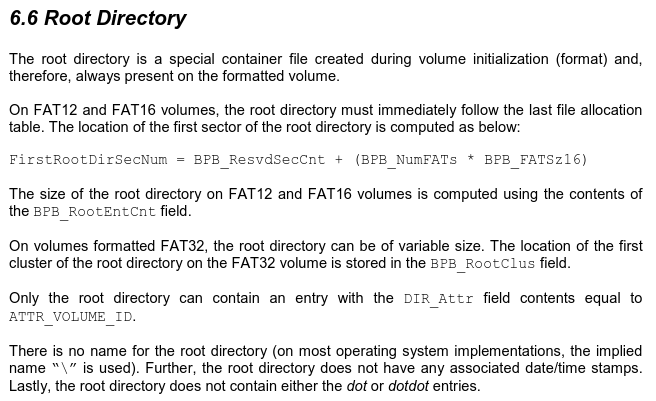 6.6 Root Directory
The root directory is a special container file created during volume initialization (format) and,
therefore, always present on the formatted volume.
On FAT12 and FAT16 volumes, the root directory must immediately follow the last file allocation
table. The location of the first sector of the root directory is computed as below:
FirstRootDirSecNum = BPB_ResvdSecCnt + (BPB_NumFATs * BPB_FATSz16)
The size of the root directory on FAT12 and FAT16 volumes is computed using the contents of
the BPB_RootEntCnt field.
On volumes formatted FAT32, the root directory can be of variable size. The location of the first
cluster of the root directory on the FAT32 volume is stored in the BPB_RootClus field.
Only the root directory can contain an entry with the DIR_Attr field contents equal to
ATTR_VOLUME_ID.
There is no name for the root directory (on most operating system implementations, the implied
name “\” is used). Further, the root directory does not have any associated date/time stamps.
Lastly, the root directory does not contain either the dot or dotdot entries.